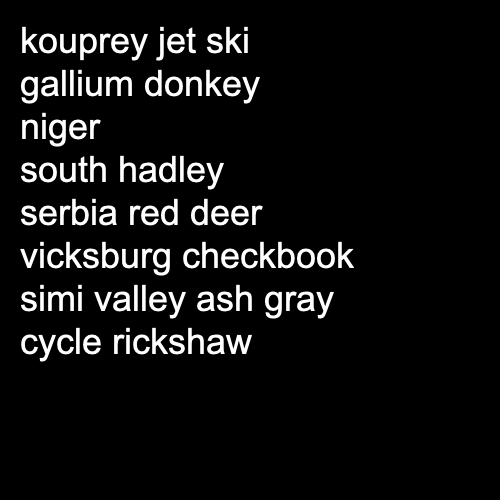 kouprey jet ski
gallium donkey
niger
south hadley
serbia red deer
vicksburg checkbook
simi valley ash gray
cycle rickshaw